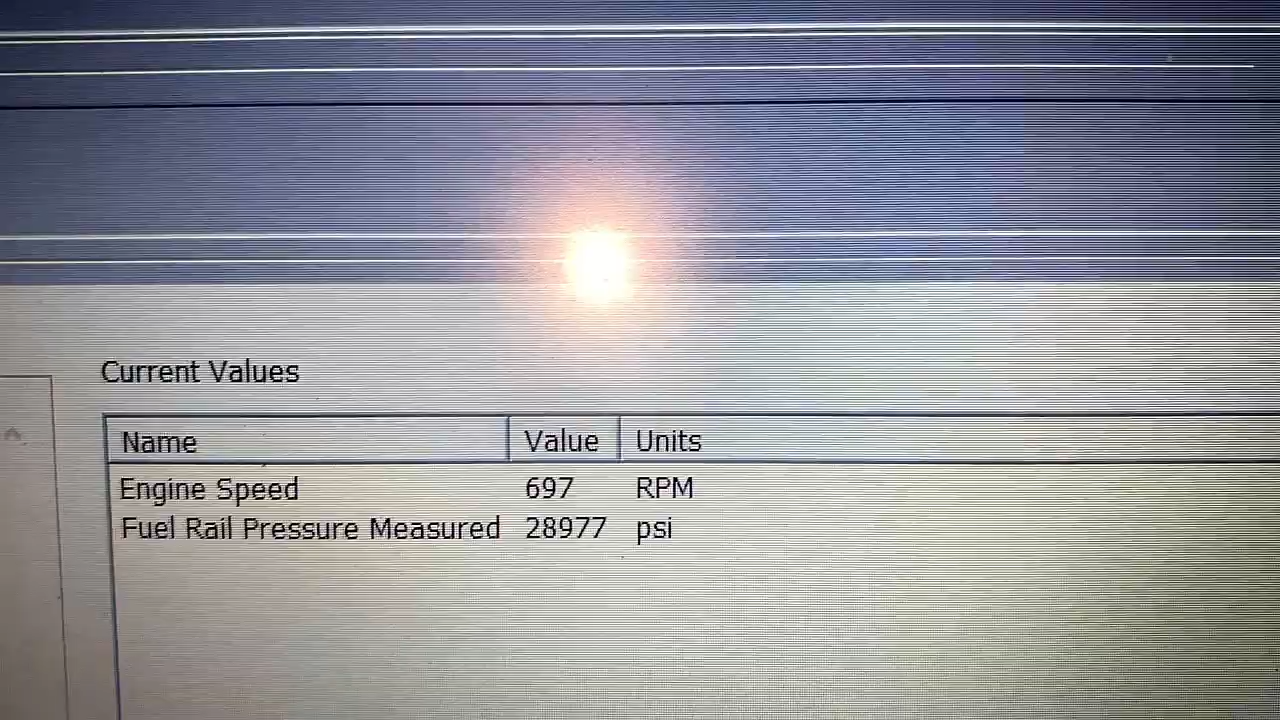 Current Values
Name Value Units
Engine Speed 697 RPM
Fuel Rail Pressure Measured 28977 psi